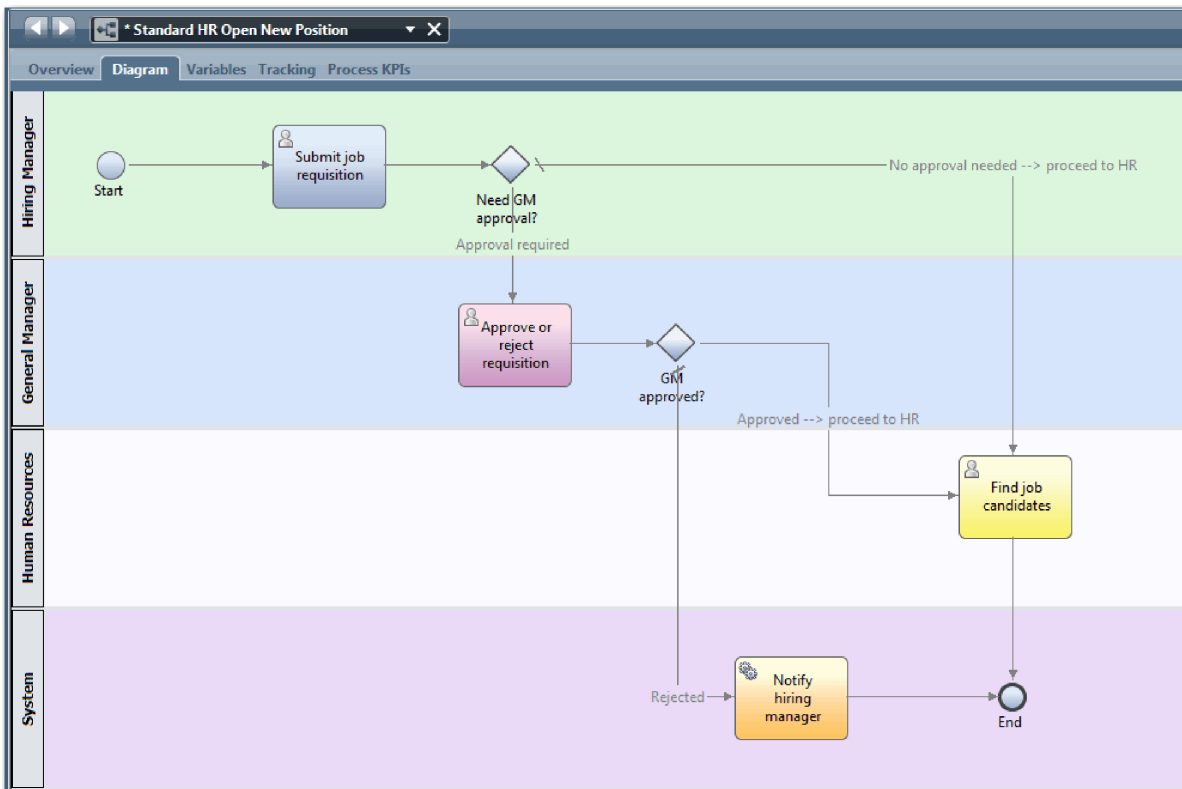 * Standard HR Open New Position
Overview
Diagram
Variables
Tracking
Process KPIs
Hiring Manager
Start
Submit job
requisition
Need GM
approval?
No approval needed --> proceed to HR
Approval required
General Manager
Approve or
reject
requisition
GM
approved?
Approved --> proceed to HR
Human Resources
Find job
candidates
System
Rejected
Notify
hiring
manager
End